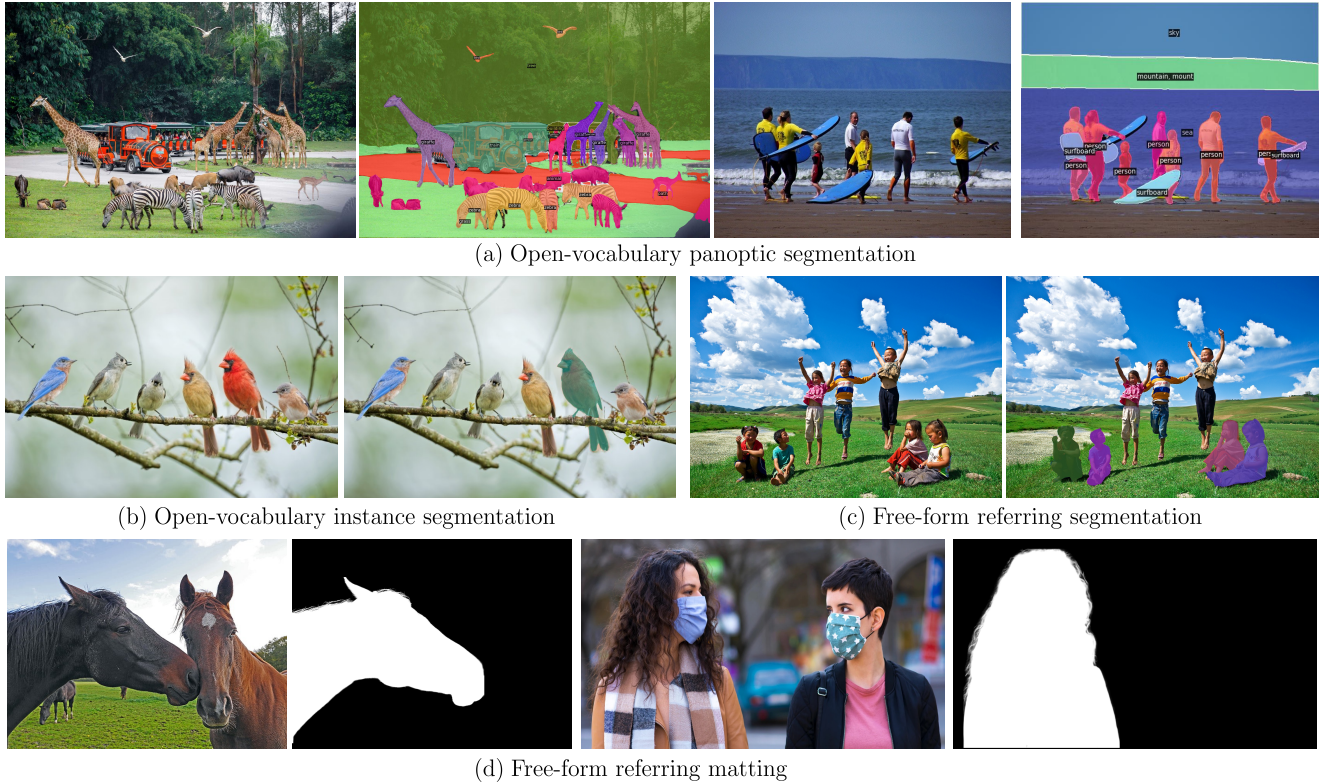 sky
mountain, mount
sea
person
surfboard
person
person
person
person
person
surfboard
person
surfboard
(a) Open-vocabulary panoptic segmentation
(b) Open-vocabulary instance segmentation
(c) Free-form referring segmentation
(d) Free-form referring matting